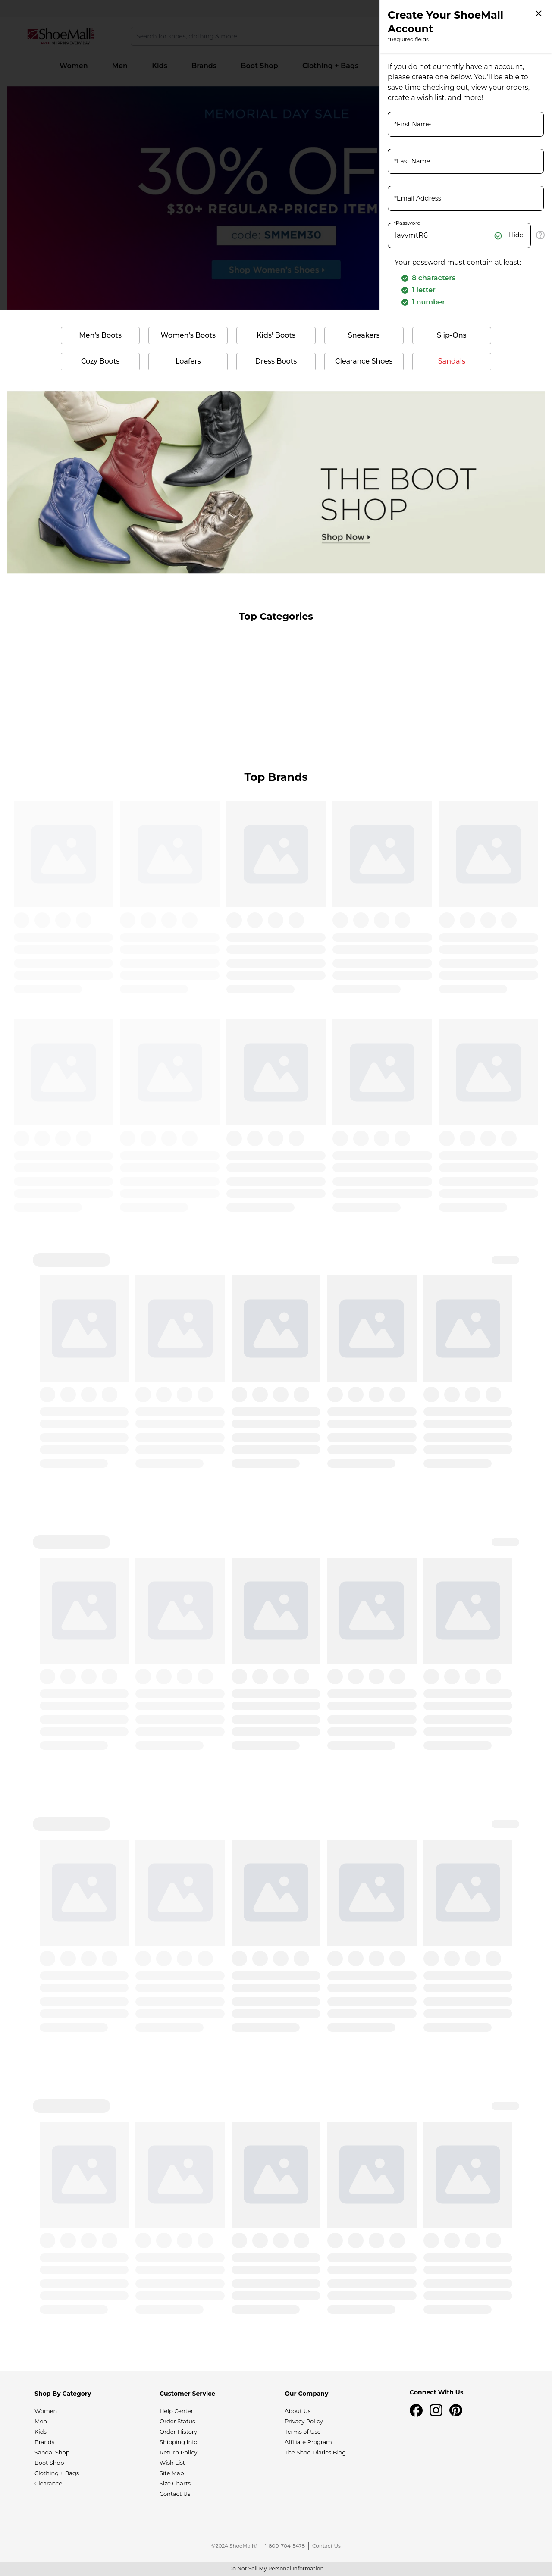 Create Your ShoeMall
Account
*Required fields
If you do not currently have an account,
please create one below. You'll be able to
save time checking out, view your orders,
create a wish list, and more!
*First Name
*Last Name
*Email Address
*Password
Hide
Your password must contain at least:
8 characters
1 letter
1 number
ShoeMall
Search for shoes, clothing & more
Women
Men
Kids
Brands
Boot Shop
Clothing + Bags
MEMORIAL DAY SALE
30% OF
$30+ REGULAR-PRICED ITEM
code: SMMEM30
Shop Women's Shoes
Men's Boots
Women's Boots
Kids' Boots
Sneakers
Slip-Ons
Cozy Boots
Loafers
Dress Boots
Clearance Shoes
Sandals
THE BOOT
SHOP
Shop Now
Top Categories
Top Brands
Shop By Category
Women
Men
Kids
Brands
Sandal Shop
Boot Shop
Clothing + Bags
Clearance
Customer Service
Help Center
Order Status
Order History
Shipping Info
Return Policy
Wish List
Site Map
Size Charts
Contact Us
Our Company
About Us
Privacy Policy
Terms of Use
Affiliate Program
The Shoe Diaries Blog
Connect With Us
©2024 ShoeMall®
1-800-704-5478
Contact Us
Do Not Sell My Personal Information